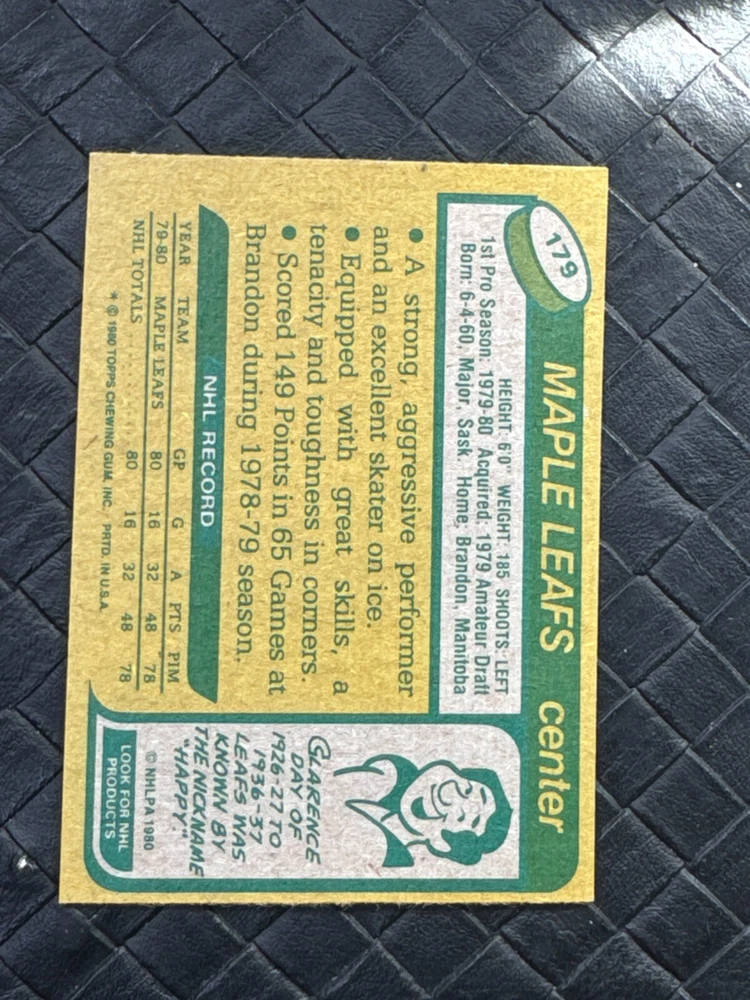 179
MAPLE LEAFS center
HEIGHT: 6'0" WEIGHT: 185 SHOOTS: LEFT
1st Pro Season: 1979-80 Acquired: 1979 Amateur Draft
Born: 6-4-60, Major, Sask. Home: Brandon, Manitoba
• A strong, aggressive performer
and an excellent skater on ice.
• Equipped with great skills, a
tenacity and toughness in corners.
• Scored 149 Points in 65 Games at
Brandon during 1978-79 season.
NHL RECORD
YEAR TEAM GP G A PTS PIM
79-80 MAPLE LEAFS 80 16 32 48 78
NHL TOTALS 80 16 32 48 78
* © 1980 TOPPS CHEWING GUM, INC. PRTD. IN U.S.A.
CLARENCE
DAY OF
1926-27 TO
1936-37
LEAFS WAS
KNOWN BY
THE NICKNAME
"HAPPY."
© NHLPA 1980
LOOK FOR NHL
PRODUCTS